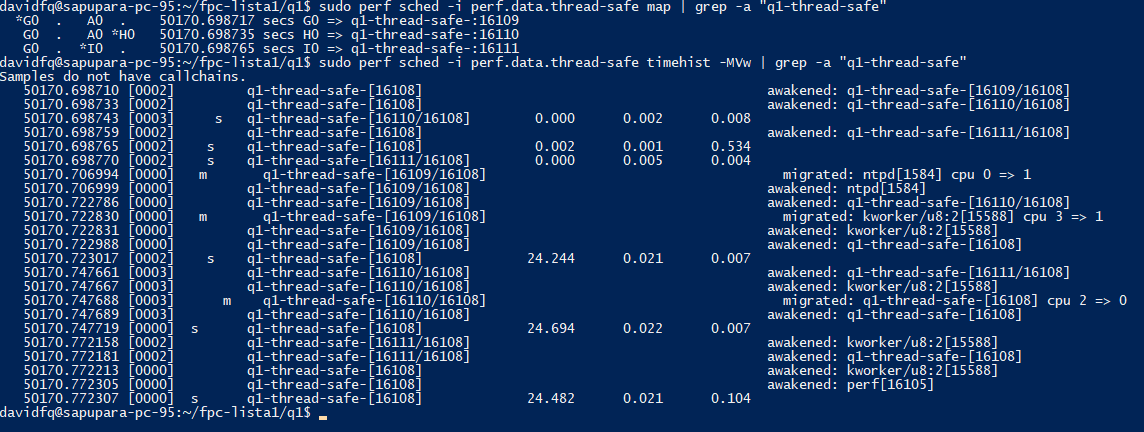 davidfq@sapupara-pc-95:~/fpc-lista1/q1$ sudo perf sched -i perf.data.thread-safe map | grep -a "q1-thread-safe"
  *G0   .   A0   .    50170.698717 secs G0 => q1-thread-safe-:16109
   G0   .   A0 *H0    50170.698735 secs H0 => q1-thread-safe-:16110
   G0   .  *I0   .    50170.698765 secs I0 => q1-thread-safe-:16111
davidfq@sapupara-pc-95:~/fpc-lista1/q1$ sudo perf sched -i perf.data.thread-safe timehist -MVw | grep -a "q1-thread-safe"
Samples do not have callchains.
   50170.698710 [0002]         q1-thread-safe-[16108]                                            awakened: q1-thread-safe-[16109/16108]
   50170.698733 [0002]         q1-thread-safe-[16108]                                            awakened: q1-thread-safe-[16110/16108]
   50170.698743 [0003]     s   q1-thread-safe-[16110/16108]        0.000      0.002      0.008
   50170.698759 [0002]         q1-thread-safe-[16108]                                            awakened: q1-thread-safe-[16111/16108]
   50170.698765 [0002]    s    q1-thread-safe-[16108]              0.002      0.001      0.534
   50170.698770 [0002]    s    q1-thread-safe-[16111/16108]        0.000      0.005      0.004
   50170.706994 [0000]   m       q1-thread-safe-[16109/16108]                                      migrated: ntpd[1584] cpu 0 => 1
   50170.706999 [0000]         q1-thread-safe-[16109/16108]                                      awakened: ntpd[1584]
   50170.722786 [0000]         q1-thread-safe-[16109/16108]                                      awakened: q1-thread-safe-[16110/16108]
   50170.722830 [0000]   m       q1-thread-safe-[16109/16108]                                      migrated: kworker/u8:2[15588] cpu 3 => 1
   50170.722831 [0000]         q1-thread-safe-[16109/16108]                                      awakened: kworker/u8:2[15588]
   50170.722988 [0000]         q1-thread-safe-[16109/16108]                                      awakened: q1-thread-safe-[16108]
   50170.723017 [0002]    s    q1-thread-safe-[16108]             24.244      0.021      0.007
   50170.747661 [0003]         q1-thread-safe-[16110/16108]                                      awakened: q1-thread-safe-[16111/16108]
   50170.747667 [0003]         q1-thread-safe-[16110/16108]                                      awakened: kworker/u8:2[15588]
   50170.747688 [0003]      m    q1-thread-safe-[16110/16108]                                      migrated: q1-thread-safe-[16108] cpu 2 => 0
   50170.747689 [0003]         q1-thread-safe-[16110/16108]                                      awakened: q1-thread-safe-[16108]
   50170.747719 [0000]  s      q1-thread-safe-[16108]             24.694      0.022      0.007
   50170.772158 [0002]         q1-thread-safe-[16111/16108]                                      awakened: kworker/u8:2[15588]
   50170.772181 [0002]         q1-thread-safe-[16111/16108]                                      awakened: q1-thread-safe-[16108]
   50170.772213 [0000]         q1-thread-safe-[16108]                                            awakened: kworker/u8:2[15588]
   50170.772305 [0000]         q1-thread-safe-[16108]                                            awakened: perf[16105]
   50170.772307 [0000]  s      q1-thread-safe-[16108]             24.482      0.021      0.104
davidfq@sapupara-pc-95:~/fpc-lista1/q1$